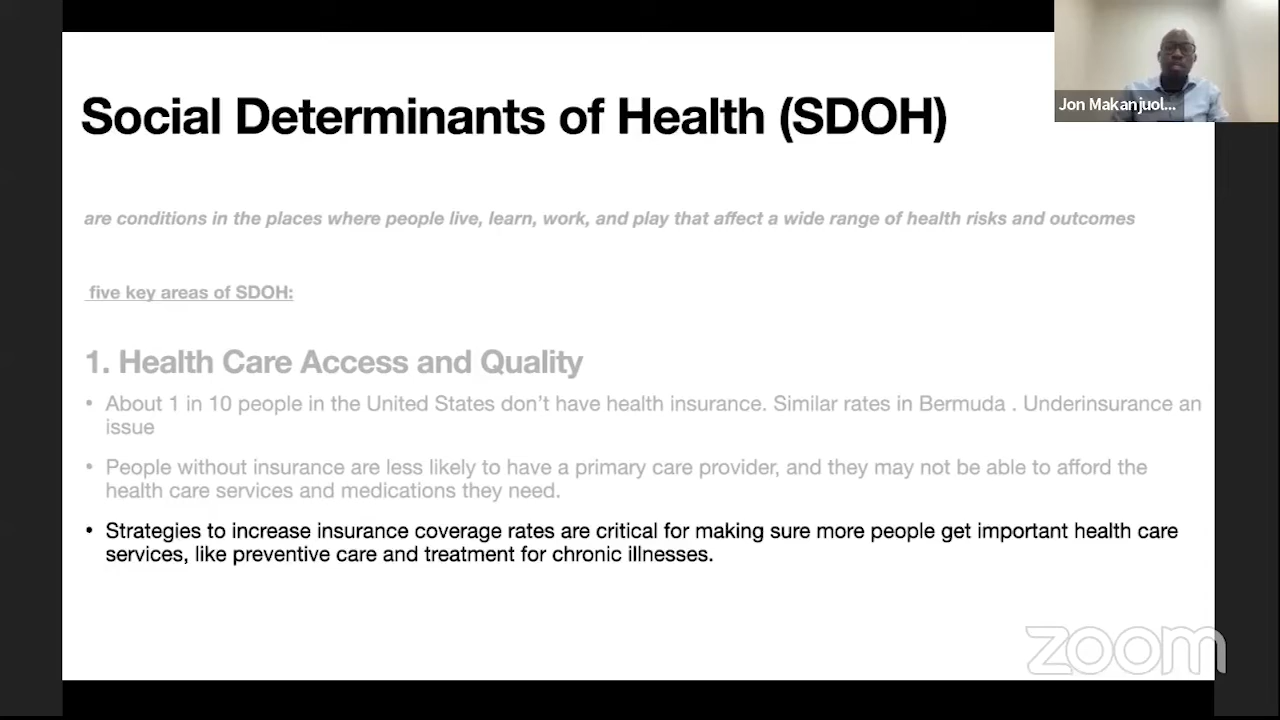 Social Determinants of Health (SDOH)
Jon Makanjuol...
are conditions in the places where people live, learn, work, and play that affect a wide range of health risks and outcomes
five key areas of SDOH:
1. Health Care Access and Quality
• About 1 in 10 people in the United States don't have health insurance. Similar rates in Bermuda . Underinsurance an
issue
• People without insurance are less likely to have a primary care provider, and they may not be able to afford the
health care services and medications they need.
• Strategies to increase insurance coverage rates are critical for making sure more people get important health care
services, like preventive care and treatment for chronic illnesses.
zoom